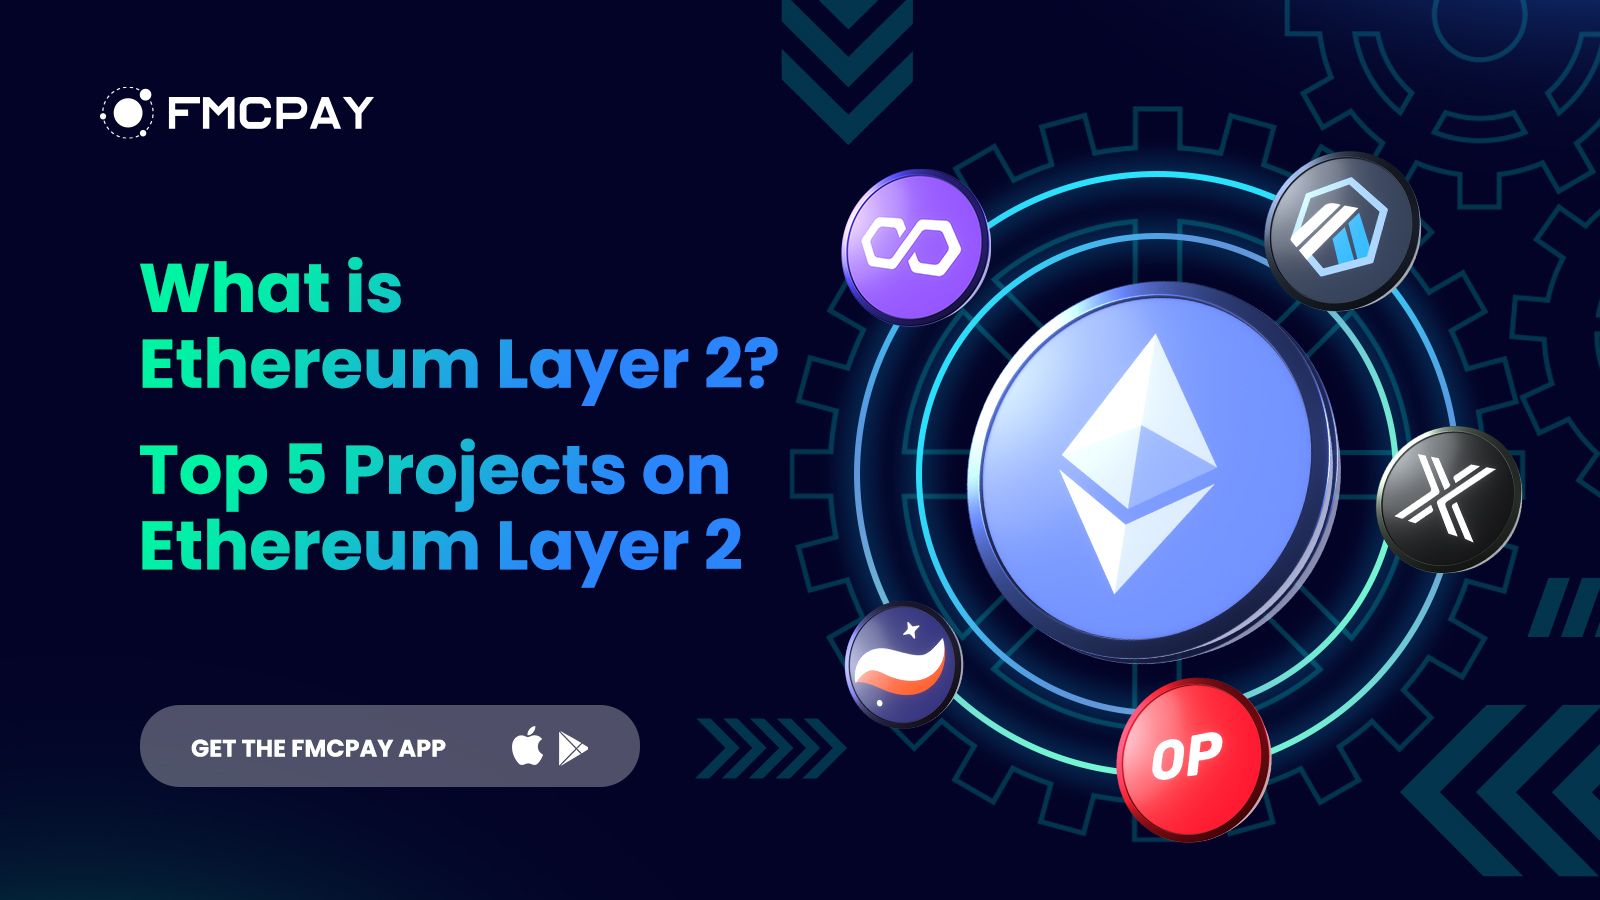 FMCPAY
What is
Ethereum Layer 2?
Top 5 Projects on
Ethereum Layer 2
GET THE FMCPAY APP
OP